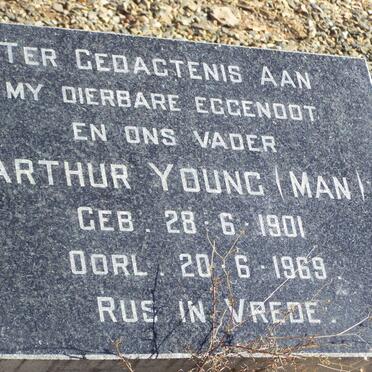 TER GEDAGTENIS AAN
MY DIERBARE EGGENOOT
EN ONS VADER
ARTHUR YOUNG (MAN)
GEB. 28-6-1901
OORL. 20-6-1969.
RUS IN VREDE.